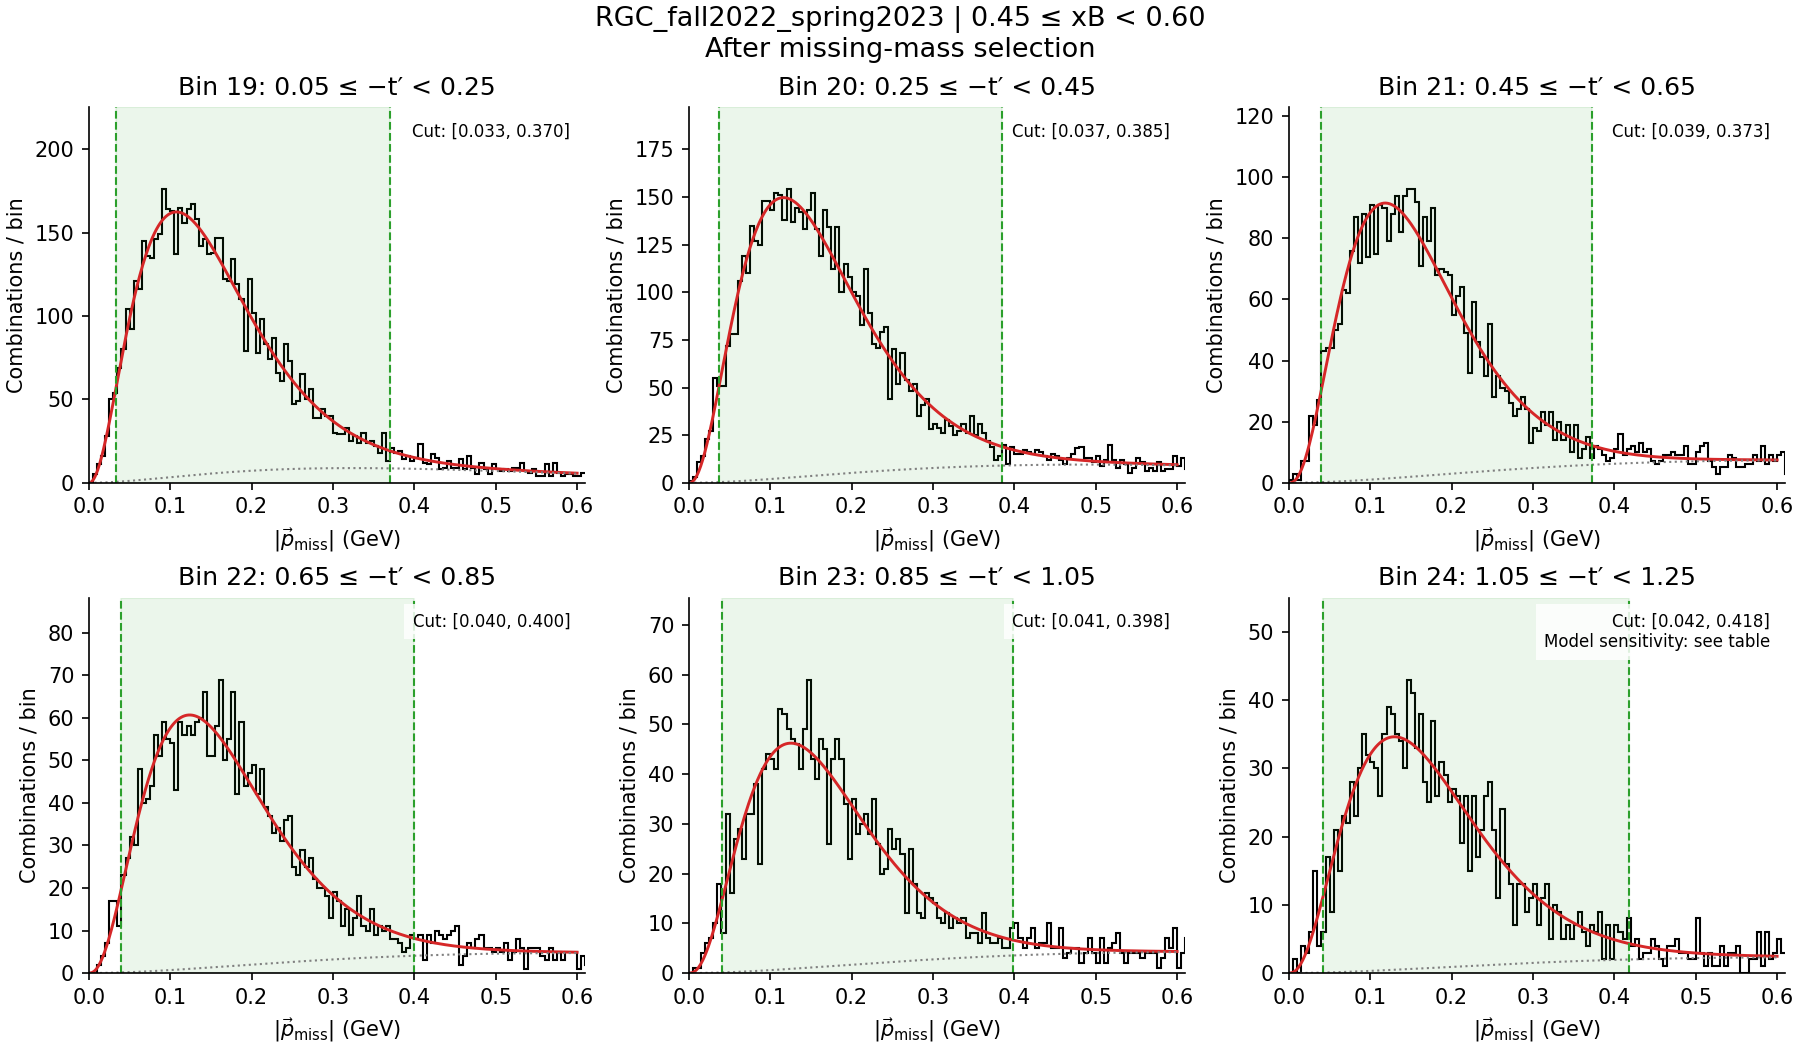 RGC_fall2022_spring2023 | 0.45 ≤ xB < 0.60
After missing-mass selection
Bin 19: 0.05 ≤ −t′ < 0.25
Cut: [0.033, 0.370]
Combinations / bin
200
150
100
50
0
0.0 0.1 0.2 0.3 0.4 0.5 0.6
|p⃗miss| (GeV)
Bin 20: 0.25 ≤ −t′ < 0.45
Cut: [0.037, 0.385]
Combinations / bin
175
150
125
100
75
50
25
0
0.0 0.1 0.2 0.3 0.4 0.5 0.6
|p⃗miss| (GeV)
Bin 21: 0.45 ≤ −t′ < 0.65
Cut: [0.039, 0.373]
Combinations / bin
120
100
80
60
40
20
0
0.0 0.1 0.2 0.3 0.4 0.5 0.6
|p⃗miss| (GeV)
Bin 22: 0.65 ≤ −t′ < 0.85
Cut: [0.040, 0.400]
Combinations / bin
80
70
60
50
40
30
20
10
0
0.0 0.1 0.2 0.3 0.4 0.5 0.6
|p⃗miss| (GeV)
Bin 23: 0.85 ≤ −t′ < 1.05
Cut: [0.041, 0.398]
Combinations / bin
70
60
50
40
30
20
10
0
0.0 0.1 0.2 0.3 0.4 0.5 0.6
|p⃗miss| (GeV)
Bin 24: 1.05 ≤ −t′ < 1.25
Cut: [0.042, 0.418]
Model sensitivity: see table
Combinations / bin
50
40
30
20
10
0
0.0 0.1 0.2 0.3 0.4 0.5 0.6
|p⃗miss| (GeV)